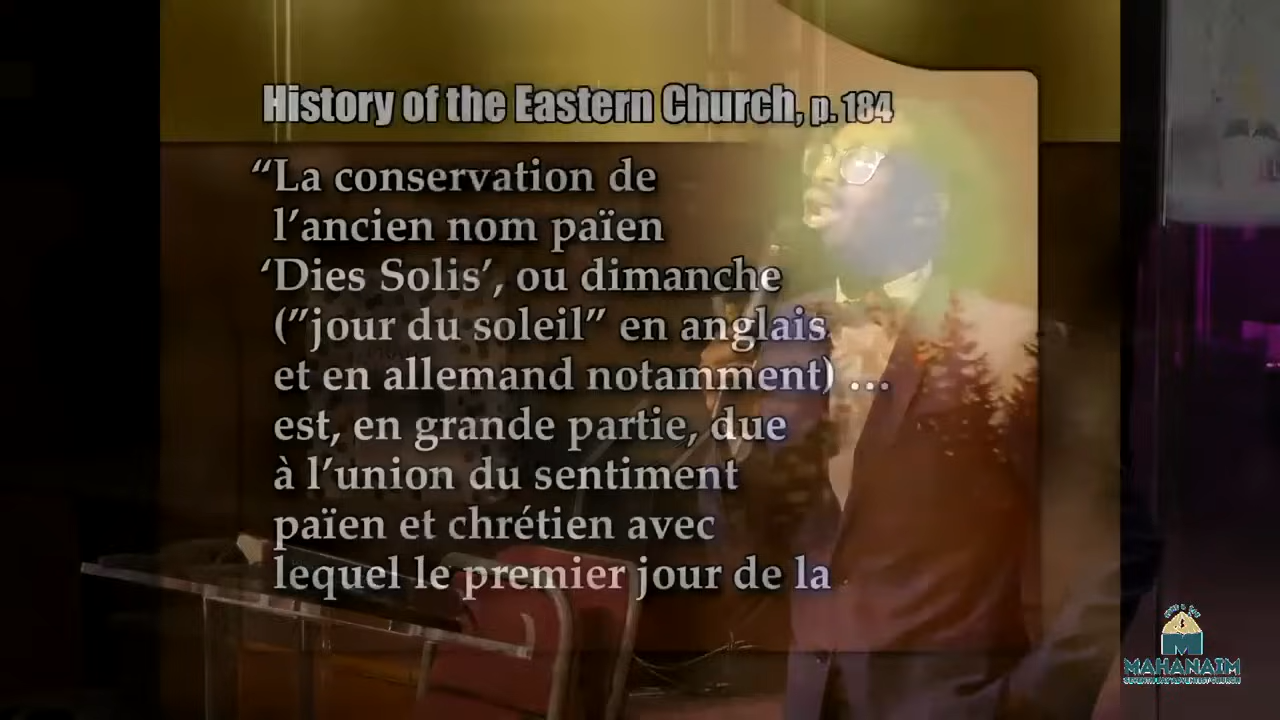 History of the Eastern Church, p. 184
“La conservation de
l’ancien nom païen
‘Dies Solis’, ou dimanche
(”jour du soleil” en anglais
et en allemand notamment) ...
est, en grande partie, due
à l’union du sentiment
païen et chrétien avec
lequel le premier jour de la
MAHANAIM